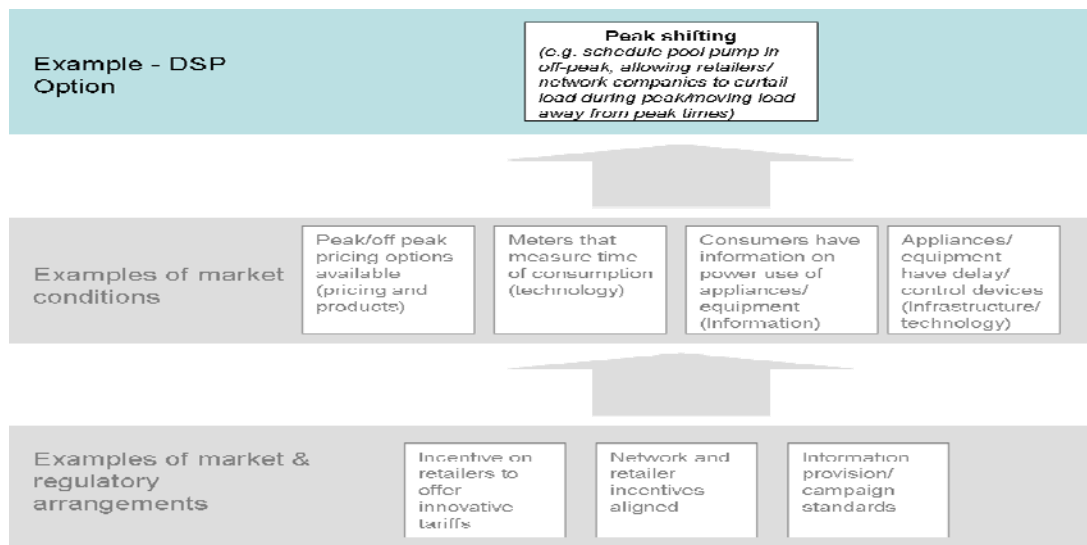 Example - DSP
Option
Peak shifting
(e.g. schedule pool pump in
off-peak, allowing retailers/
network companies to curtail
load during peak/moving load
away from peak times)
Examples of market
conditions
Peak/off peak
pricing options
available
(pricing and
products)
Meters that
measure time
of consumption
(technology)
Consumers have
information on
power use of
appliances/
equipment
(Information)
Appliances/
equipment
have delay/
control devices
(Infrastructure/
technology)
Examples of market &
regulatory
arrangements
Incentive on
retailers to
offer
innovative
tariffs
Network and
retailer
incentives
aligned
Information
provision/
campaign
standards